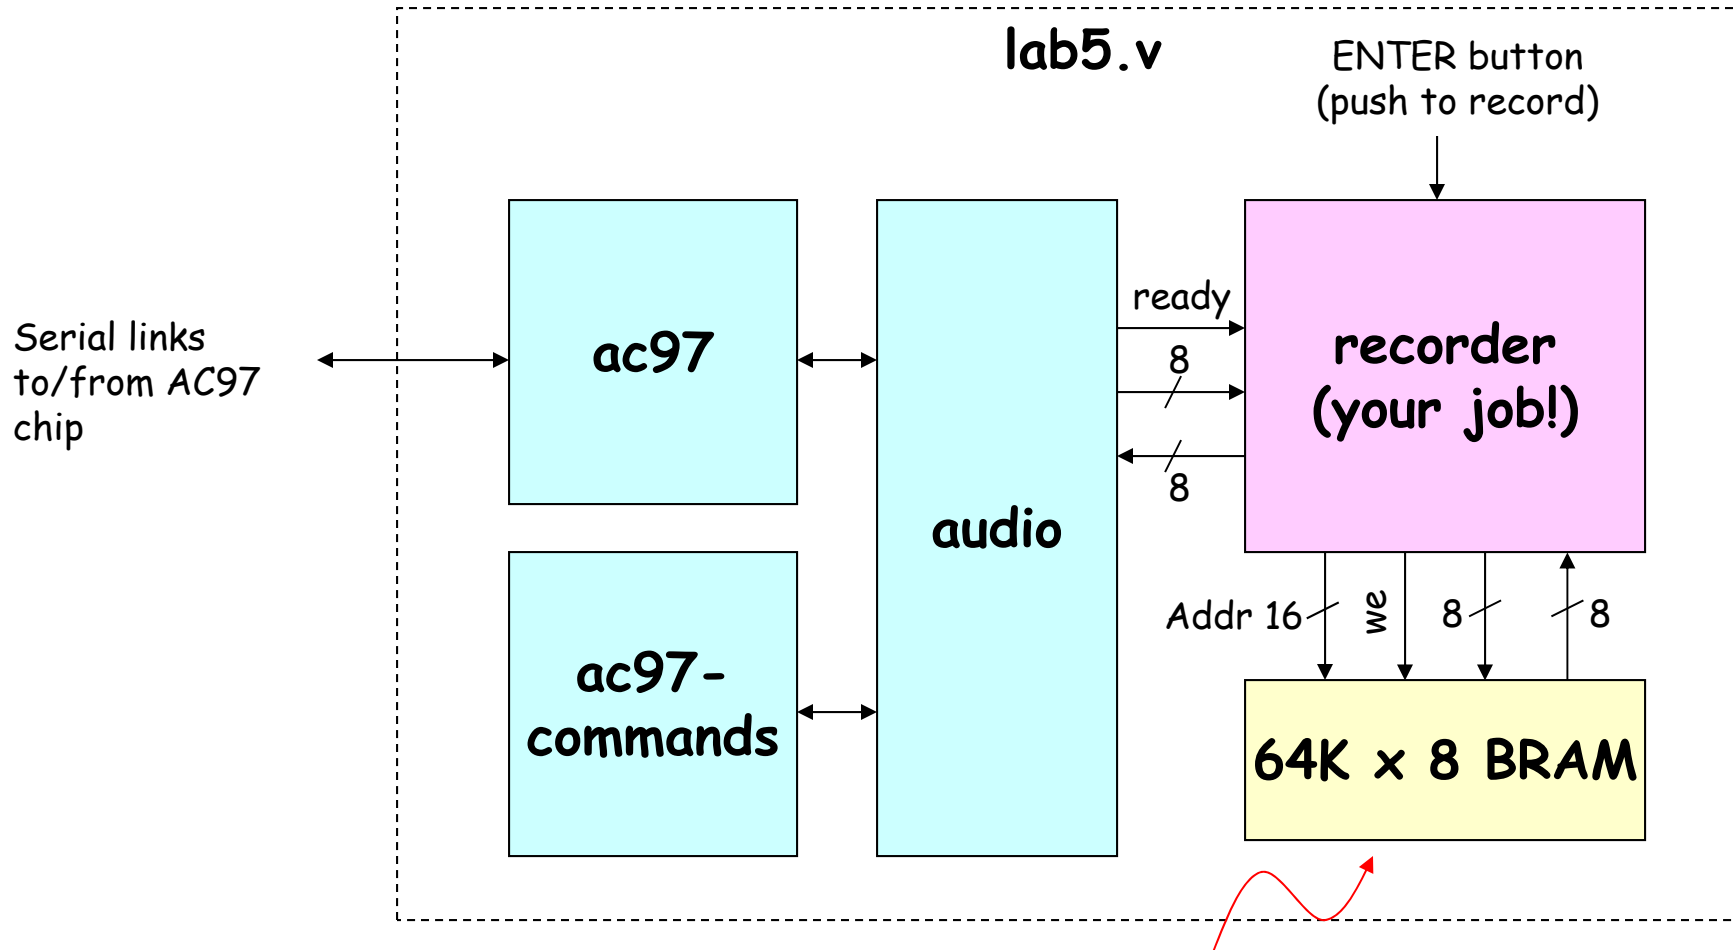 lab5.v
ENTER button
(push to record)
Serial links
to/from AC97
chip
ac97
ac97-
commands
audio
ready
8
8
recorder
(your job!)
Addr 16
we
8
8
64K x 8 BRAM